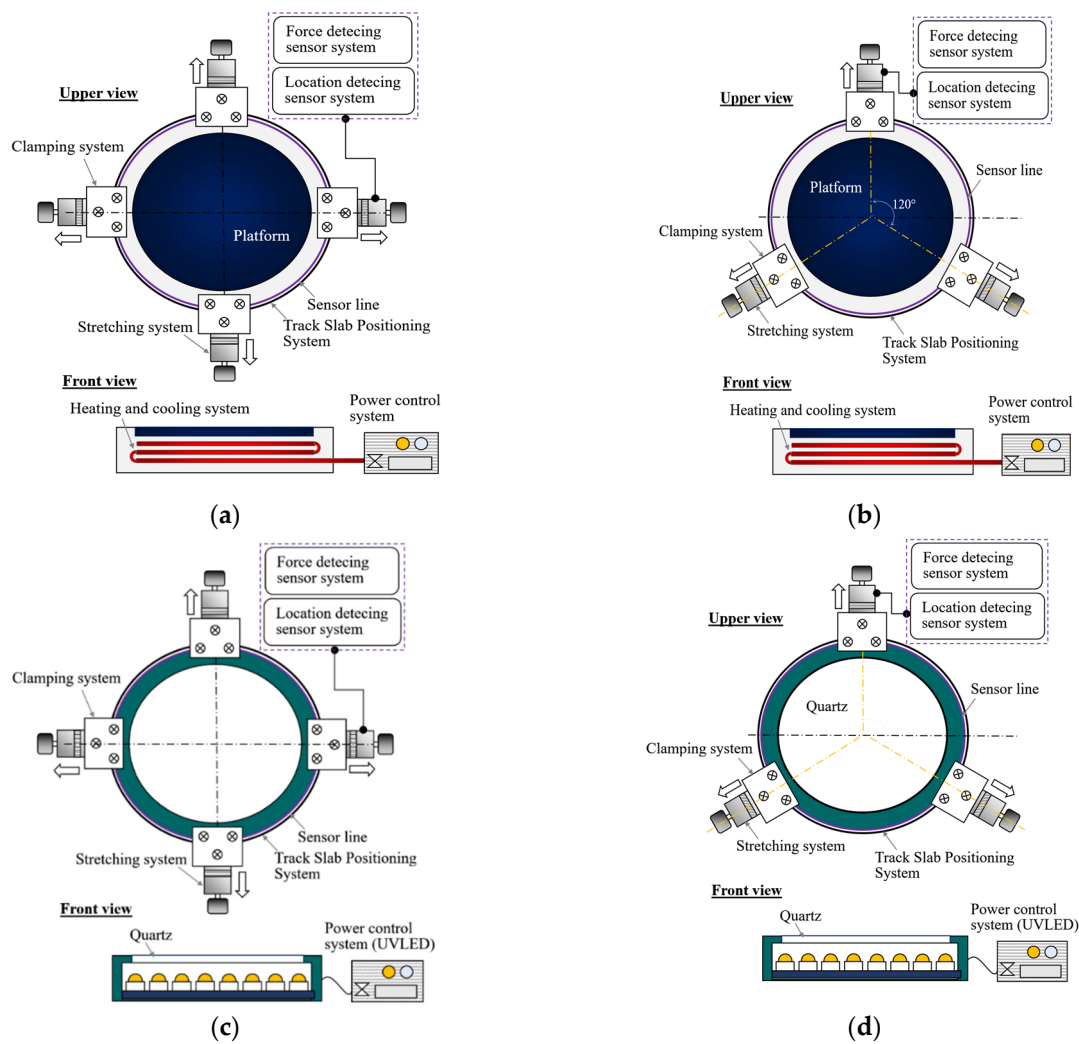 Force detecing
sensor system
Location detecing
sensor system
Upper view
Clamping system
Platform
Sensor line
Track Slab Positioning
System
Stretching system
Front view
Heating and cooling system
Power control
system
(a)
Force detecing
sensor system
Location detecing
sensor system
Upper view
Platform
Sensor line
120°
Clamping system
Stretching system
Track Slab Positioning
System
Front view
Heating and cooling system
Power control
system
(b)
Force detecing
sensor system
Location detecing
sensor system
Clamping system
Sensor line
Track Slab Positioning
System
Stretching system
Front view
Quartz
Power control
system (UVLED)
(c)
Force detecing
sensor system
Location detecing
sensor system
Upper view
Quartz
Sensor line
Clamping system
Stretching system
Track Slab Positioning
System
Front view
Quartz
Power control
system (UVLED)
(d)